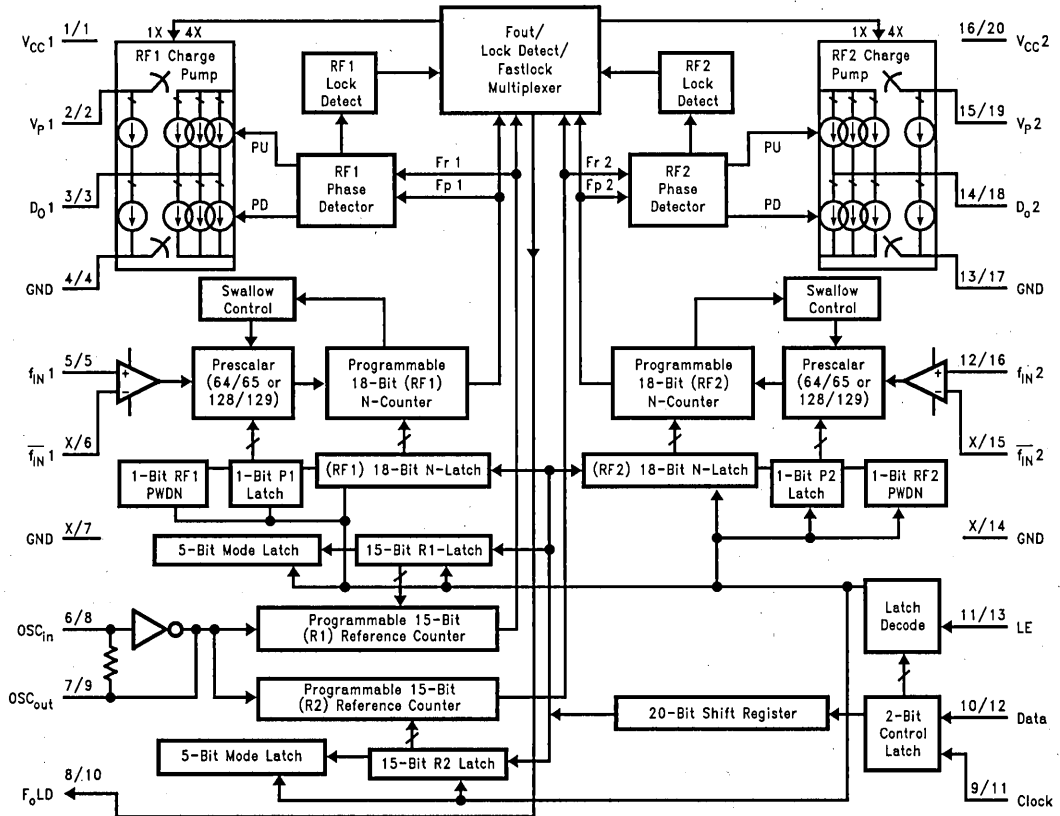 1X 4X
Fout/
Lock Detect/
Fastlock
Multiplexer
1X 4X
VCC1 1/1
16/20 VCC2
RF1 Charge
Pump
RF1
Lock
Detect
RF2
Lock
Detect
RF2 Charge
Pump
VP1 2/2
15/19 VP2
PU
PU
RF1
Phase
Detector
Fr 1
Fp 1
Fr 2
Fp 2
RF2
Phase
Detector
DO1 3/3
14/18 Do2
PD
PD
GND 4/4
13/17 GND
Swallow
Control
Swallow
Control
fIN1 5/5
12/16 fIN2
+
−
Prescalar
(64/65 or
128/129)
Programmable
18-Bit (RF1)
N-Counter
Programmable
18-Bit (RF2)
N-Counter
Prescalar
(64/65 or
128/129)
+
−
fIN1 X/6
X/15 fIN2
1-Bit RF1
PWDN
1-Bit P1
Latch
(RF1) 18-Bit N-Latch
(RF2) 18-Bit N-Latch
1-Bit P2
Latch
1-Bit RF2
PWDN
GND X/7
X/14 GND
5-Bit Mode Latch
15-Bit R1-Latch
OSCin 6/8
Programmable 15-Bit
(R1) Reference Counter
Latch
Decode
11/13 LE
OSCout 7/9
Programmable 15-Bit
(R2) Reference Counter
20-Bit Shift Register
2-Bit
Control
Latch
10/12 Data
5-Bit Mode Latch
15-Bit R2 Latch
FoLD 8/10
9/11 Clock